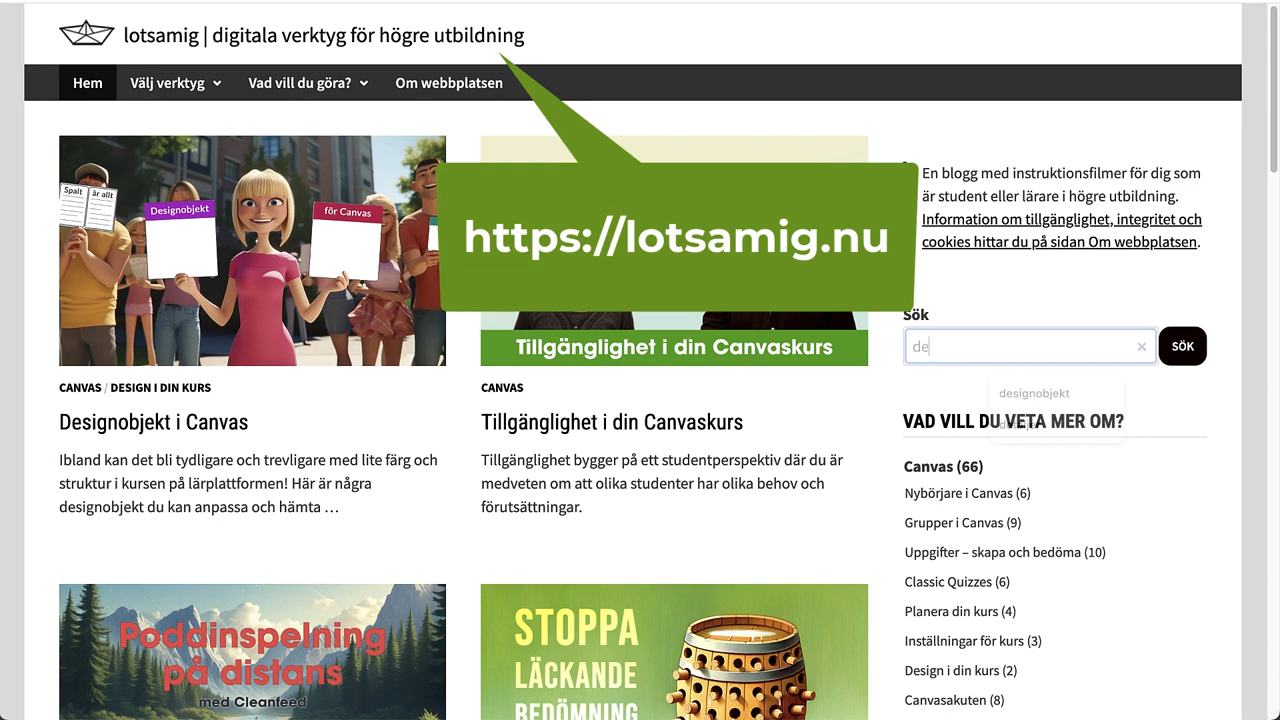 lotsamig | digitala verktyg för högre utbildning
Hem
Välj verktyg
Vad vill du göra?
Om webbplatsen
Spalt
är allt
Designobjekt
för Canvas
https://lotsamig.nu
Tillgänglighet i din Canvaskurs
CANVAS / DESIGN I DIN KURS
Designobjekt i Canvas
Ibland kan det bli tydligare och trevligare med lite färg och
struktur i kursen på lärplattformen! Här är några
designobjekt du kan anpassa och hämta …
CANVAS
Tillgänglighet i din Canvaskurs
Tillgänglighet bygger på ett studentperspektiv där du är
medveten om att olika studenter har olika behov och
förutsättningar.
Poddinspelning
på distans
med Cleanfeed
STOPPA
LÄCKANDE
BEDÖMNING
En blogg med instruktionsfilmer för dig som
är student eller lärare i högre utbildning.
Information om tillgänglighet, integritet och
cookies hittar du på sidan Om webbplatsen.
Sök
de
SÖK
designobjekt
VAD VILL DU VETA MER OM?
Canvas (66)
Nybörjare i Canvas (6)
Grupper i Canvas (9)
Uppgifter – skapa och bedöma (10)
Classic Quizzes (6)
Planera din kurs (4)
Inställningar för kurs (3)
Design i din kurs (2)
Canvasakuten (8)